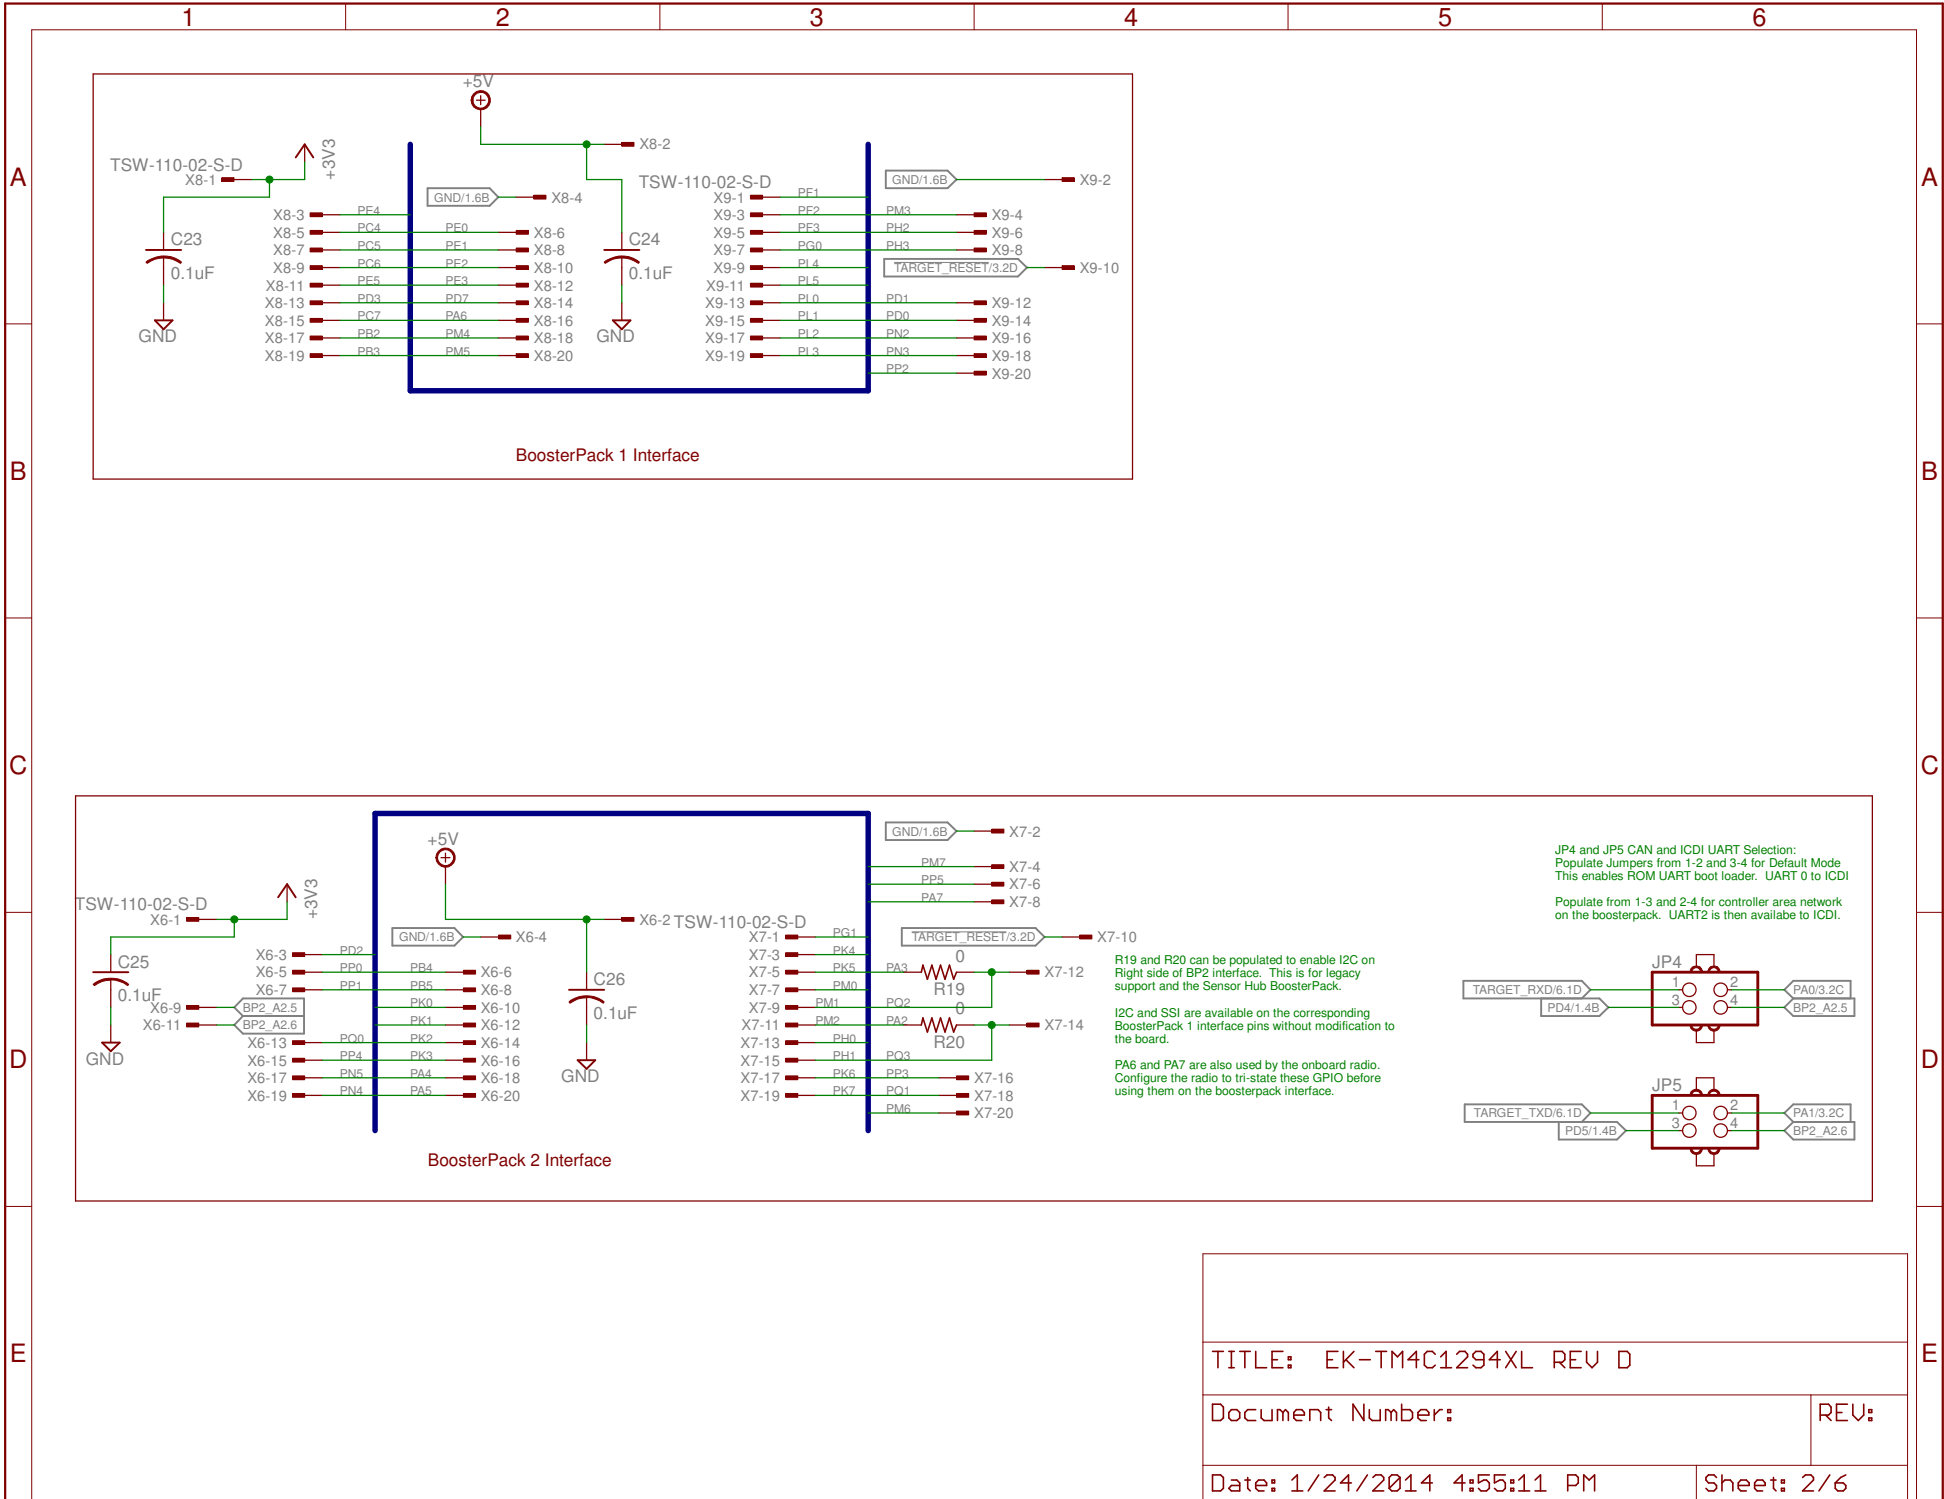 1 2 3 4 5 6
A A
B B
C C
D D
E E
+5V
X8-2
+3V3
TSW-110-02-S-D
X8-1
GND/1.6B X8-4
C23
0.1uF
GND
X8-3 PE4
X8-5 PC4 PE0 X8-6
X8-7 PC5 PE1 X8-8
X8-9 PC6 PE2 X8-10
X8-11 PE5 PE3 X8-12
X8-13 PD3 PD7 X8-14
X8-15 PC7 PA6 X8-16
X8-17 PB2 PM4 X8-18
X8-19 PB3 PM5 X8-20
C24
0.1uF
GND
TSW-110-02-S-D
GND/1.6B X9-2
X9-1 PF1
X9-3 PF2 PM3 X9-4
X9-5 PF3 PH2 X9-6
X9-7 PG0 PH3 X9-8
X9-9 PL4 TARGET_RESET/3.2D X9-10
X9-11 PL5
X9-13 PL0 PD1 X9-12
X9-15 PL1 PD0 X9-14
X9-17 PL2 PN2 X9-16
X9-19 PL3 PN3 X9-18
PP2 X9-20
BoosterPack 1 Interface
+5V
+3V3
TSW-110-02-S-D
X6-1
X6-2
GND/1.6B X6-4
C25
0.1uF
GND
X6-3 PD2
X6-5 PP0 PB4 X6-6
X6-7 PP1 PB5 X6-8
X6-9 BP2_A2.5 PK0 X6-10
X6-11 BP2_A2.6 PK1 X6-12
X6-13 PQ0 PK2 X6-14
X6-15 PP4 PK3 X6-16
X6-17 PN5 PA4 X6-18
X6-19 PN4 PA5 X6-20
C26
0.1uF
GND
GND/1.6B X7-2
PM7 X7-4
PP5 X7-6
PA7 X7-8
TSW-110-02-S-D
X7-1 PG1 TARGET_RESET/3.2D X7-10
X7-3 PK4 0
X7-5 PK5 PA3 X7-12
X7-7 PM0 R19
X7-9 PM1 PQ2 0
X7-11 PM2 PA2 X7-14
X7-13 PH0 R20
X7-15 PH1 PQ3
X7-17 PK6 PP3 X7-16
X7-19 PK7 PQ1 X7-18
PM6 X7-20
R19 and R20 can be populated to enable I2C on
Right side of BP2 interface. This is for legacy
support and the Sensor Hub BoosterPack.
I2C and SSI are available on the corresponding
BoosterPack 1 interface pins without modification to
the board.
PA6 and PA7 are also used by the onboard radio.
Configure the radio to tri-state these GPIO before
using them on the boosterpack interface.
JP4 and JP5 CAN and ICDI UART Selection:
Populate Jumpers from 1-2 and 3-4 for Default Mode
This enables ROM UART boot loader. UART 0 to ICDI
Populate from 1-3 and 2-4 for controller area network
on the boosterpack. UART2 is then availabe to ICDI.
JP4
TARGET_RXD/6.1D 1 2 PA0/3.2C
PD4/1.4B 3 4 BP2_A2.5
JP5
TARGET_TXD/6.1D 1 2 PA1/3.2C
PD5/1.4B 3 4 BP2_A2.6
BoosterPack 2 Interface
TITLE: EK-TM4C1294XL REV D
Document Number: REV:
Date: 1/24/2014 4:55:11 PM Sheet: 2/6